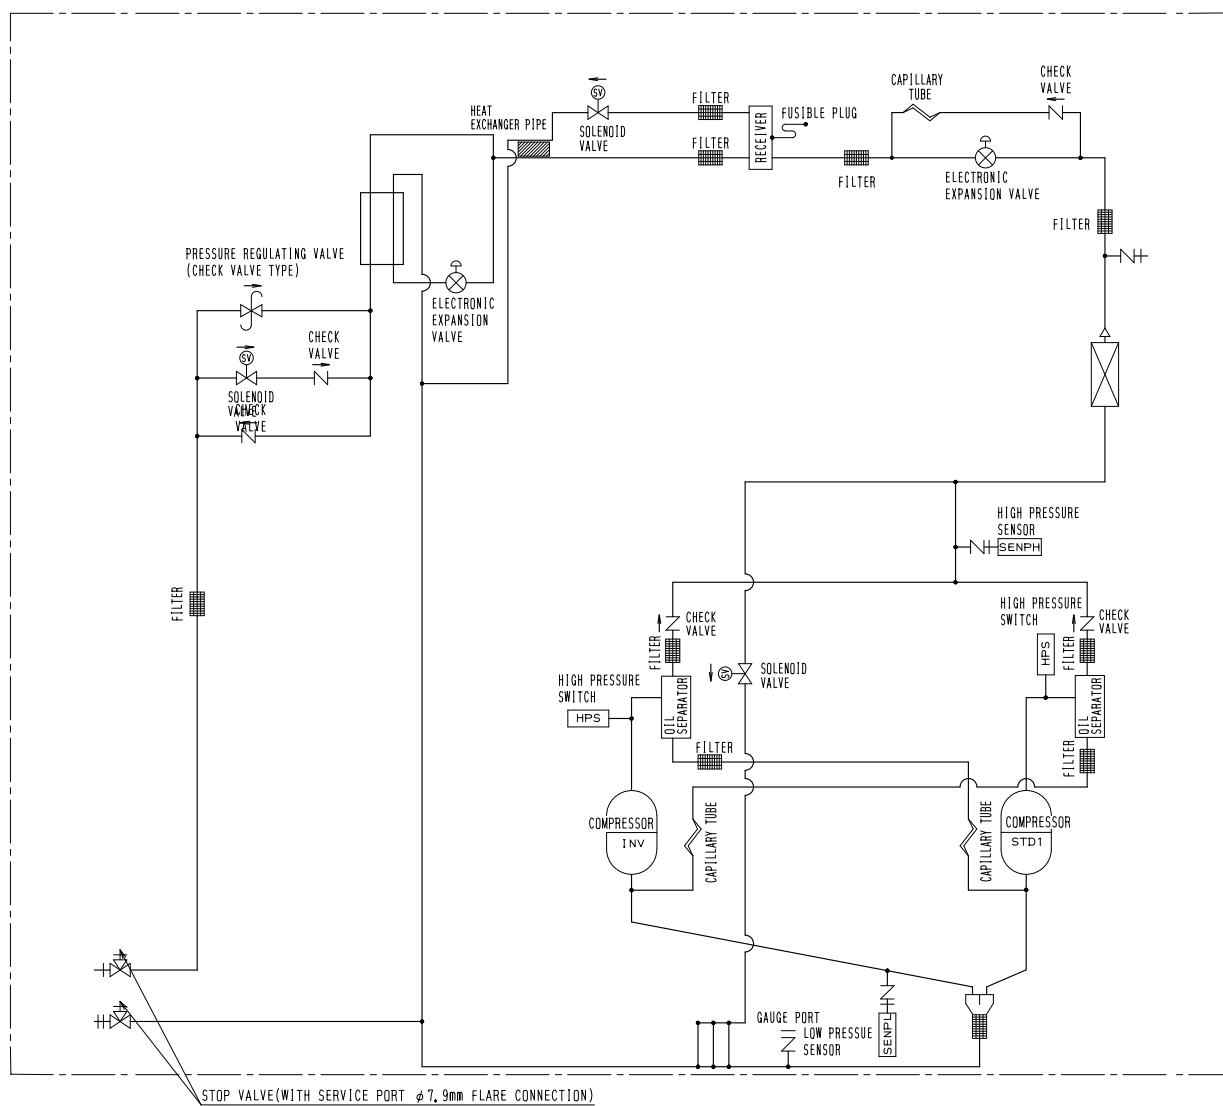 CAPILLARY
TUBE
CHECK
VALVE
SV
FILTER
HEAT
EXCHANGER PIPE
SOLENOID
VALVE
RECEIVER
FUSIBLE PLUG
FILTER
FILTER
ELECTRONIC
EXPANSION VALVE
FILTER
PRESSURE REGULATING VALVE
(CHECK VALVE TYPE)
ELECTRONIC
EXPANSION
VALVE
CHECK
VALVE
SV
SOLENOID
VALVE
CHECK
VALVE
HIGH PRESSURE
SENSOR
SENPH
FILTER
HIGH PRESSURE
SWITCH
CHECK
VALVE
CHECK
VALVE
FILTER
HPS
FILTER
SV
SOLENOID
VALVE
HIGH PRESSURE
SWITCH
HPS
OIL
SEPARATOR
OIL
SEPARATOR
FILTER
FILTER
COMPRESSOR
INV
CAPILLARY TUBE
CAPILLARY TUBE
COMPRESSOR
STD1
GAUGE PORT
LOW PRESSUE
SENSOR
SENPL
STOP VALVE(WITH SERVICE PORT φ7.9mm FLARE CONNECTION)